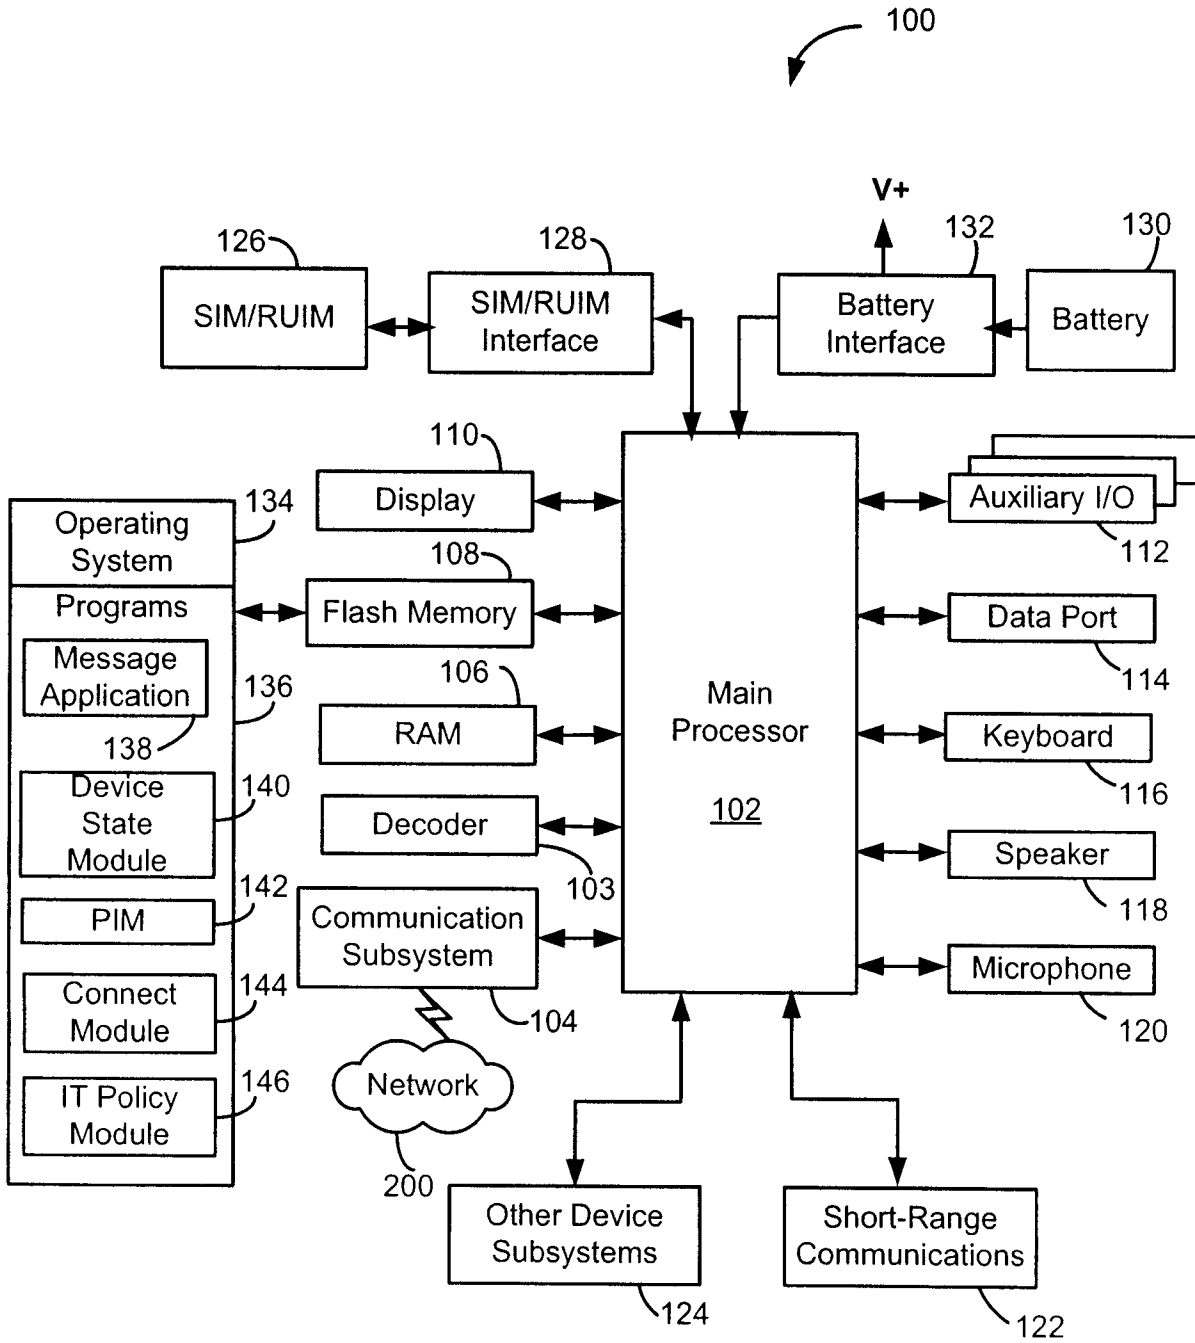 100
V+
126
128
132
130
SIM/RUIM
SIM/RUIM
Interface
Battery
Interface
Battery
110
Display
Auxiliary I/O
112
134
Operating
System
108
Flash Memory
Programs
Data Port
114
Message
Application
136
138
106
RAM
Main
Processor
102
Keyboard
116
Device
State
Module
140
Decoder
103
Speaker
118
142
PIM
Communication
Subsystem
104
Microphone
120
Connect
Module
144
Network
200
IT Policy
Module
146
Other Device
Subsystems
124
Short-Range
Communications
122